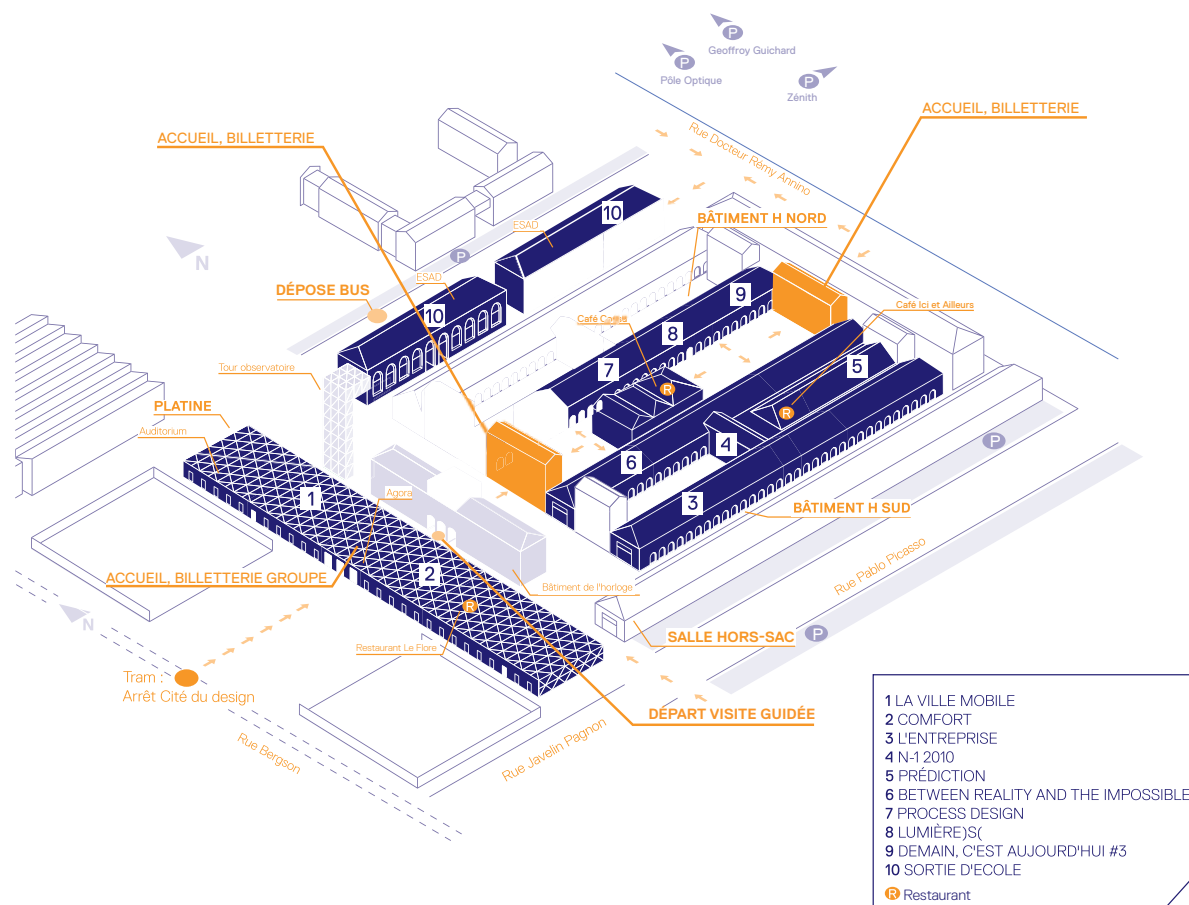 P
Geoffroy Guichard
P
Pôle Optique
P
Zénith
ACCUEIL, BILLETTERIE
ACCUEIL, BILLETTERIE
Rue Docteur Rémy Annino
10
ESAD
BÂTIMENT H NORD
N
P
ESAD
DÉPOSE BUS
10
9
Café Ici et Ailleurs
Café
8
7
5
Tour observatoire
R
R
PLATINE
Auditorium
6
4
P
1
Agora
3
BÂTIMENT H SUD
2
ACCUEIL, BILLETTERIE GROUPE
Bâtiment de l'horloge
Rue Pablo Picasso
R
N
SALLE HORS-SAC
P
Restaurant Le Flore
Tram :
Arrêt Cité du design
DÉPART VISITE GUIDÉE
Rue Bergson
Rue Javelin Pagnon
1 LA VILLE MOBILE
2 COMFORT
3 L'ENTREPRISE
4 N-1 2010
5 PRÉDICTION
6 BETWEEN REALITY AND THE IMPOSSIBLE
7 PROCESS DESIGN
8 LUMIÈRE)S(
9 DEMAIN, C'EST AUJOURD'HUI #3
10 SORTIE D'ECOLE
R Restaurant